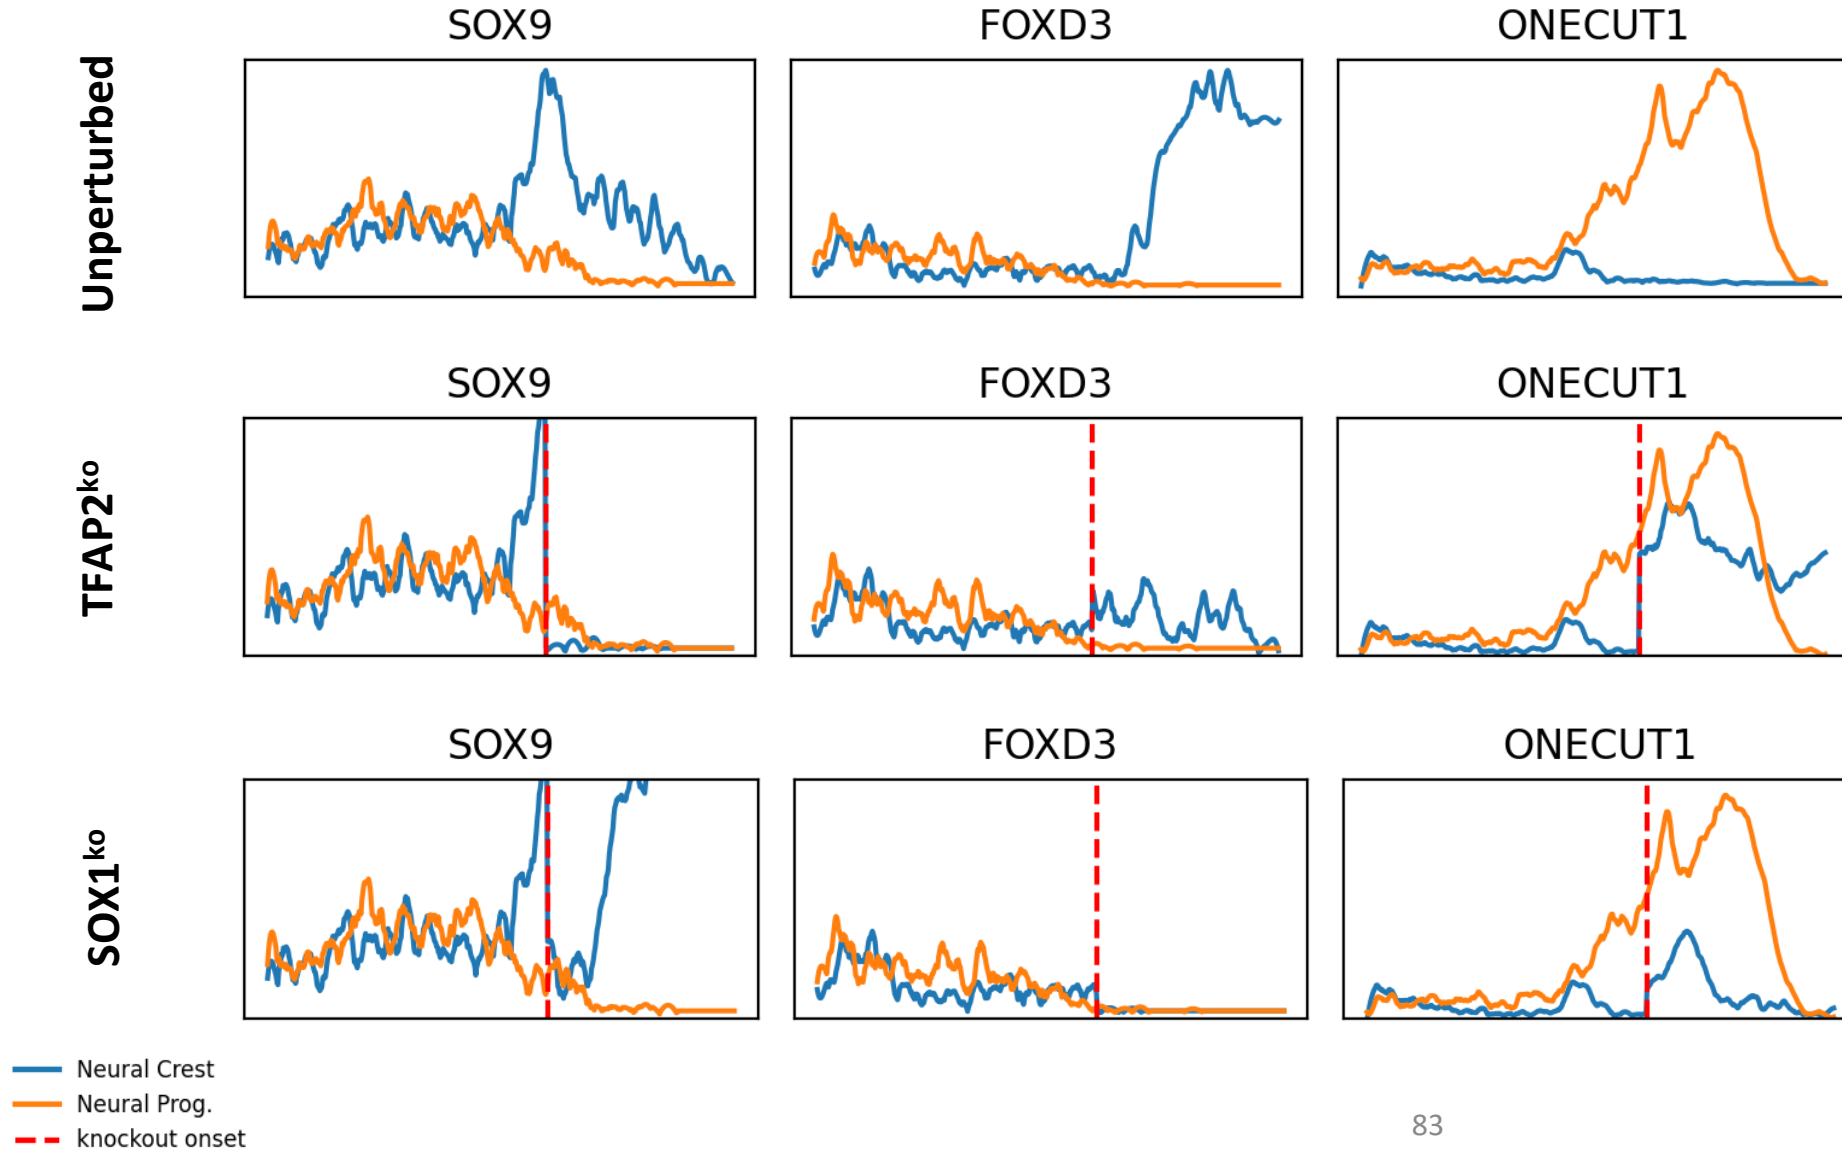 SOX9 FOXD3 ONECUT1
Unperturbed
SOX9 FOXD3 ONECUT1
TFAP2ko
SOX9 FOXD3 ONECUT1
SOX1ko
Neural Crest
Neural Prog.
knockout onset
83